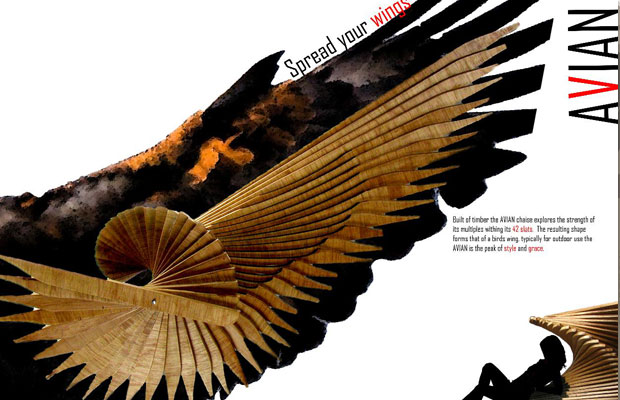 Spread your wings
AVIAN
Built of timber the AVIAN chaise explores the strength of
its multiplex withing its 42 slats. The resulting shape
forms that of a birds wing, typically for outdoor use the
AVIAN is the peak of style and grace.